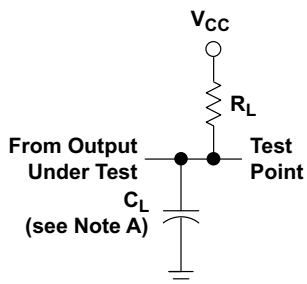 VCC
RL
From Output
Under Test
Test
Point
CL
(see Note A)